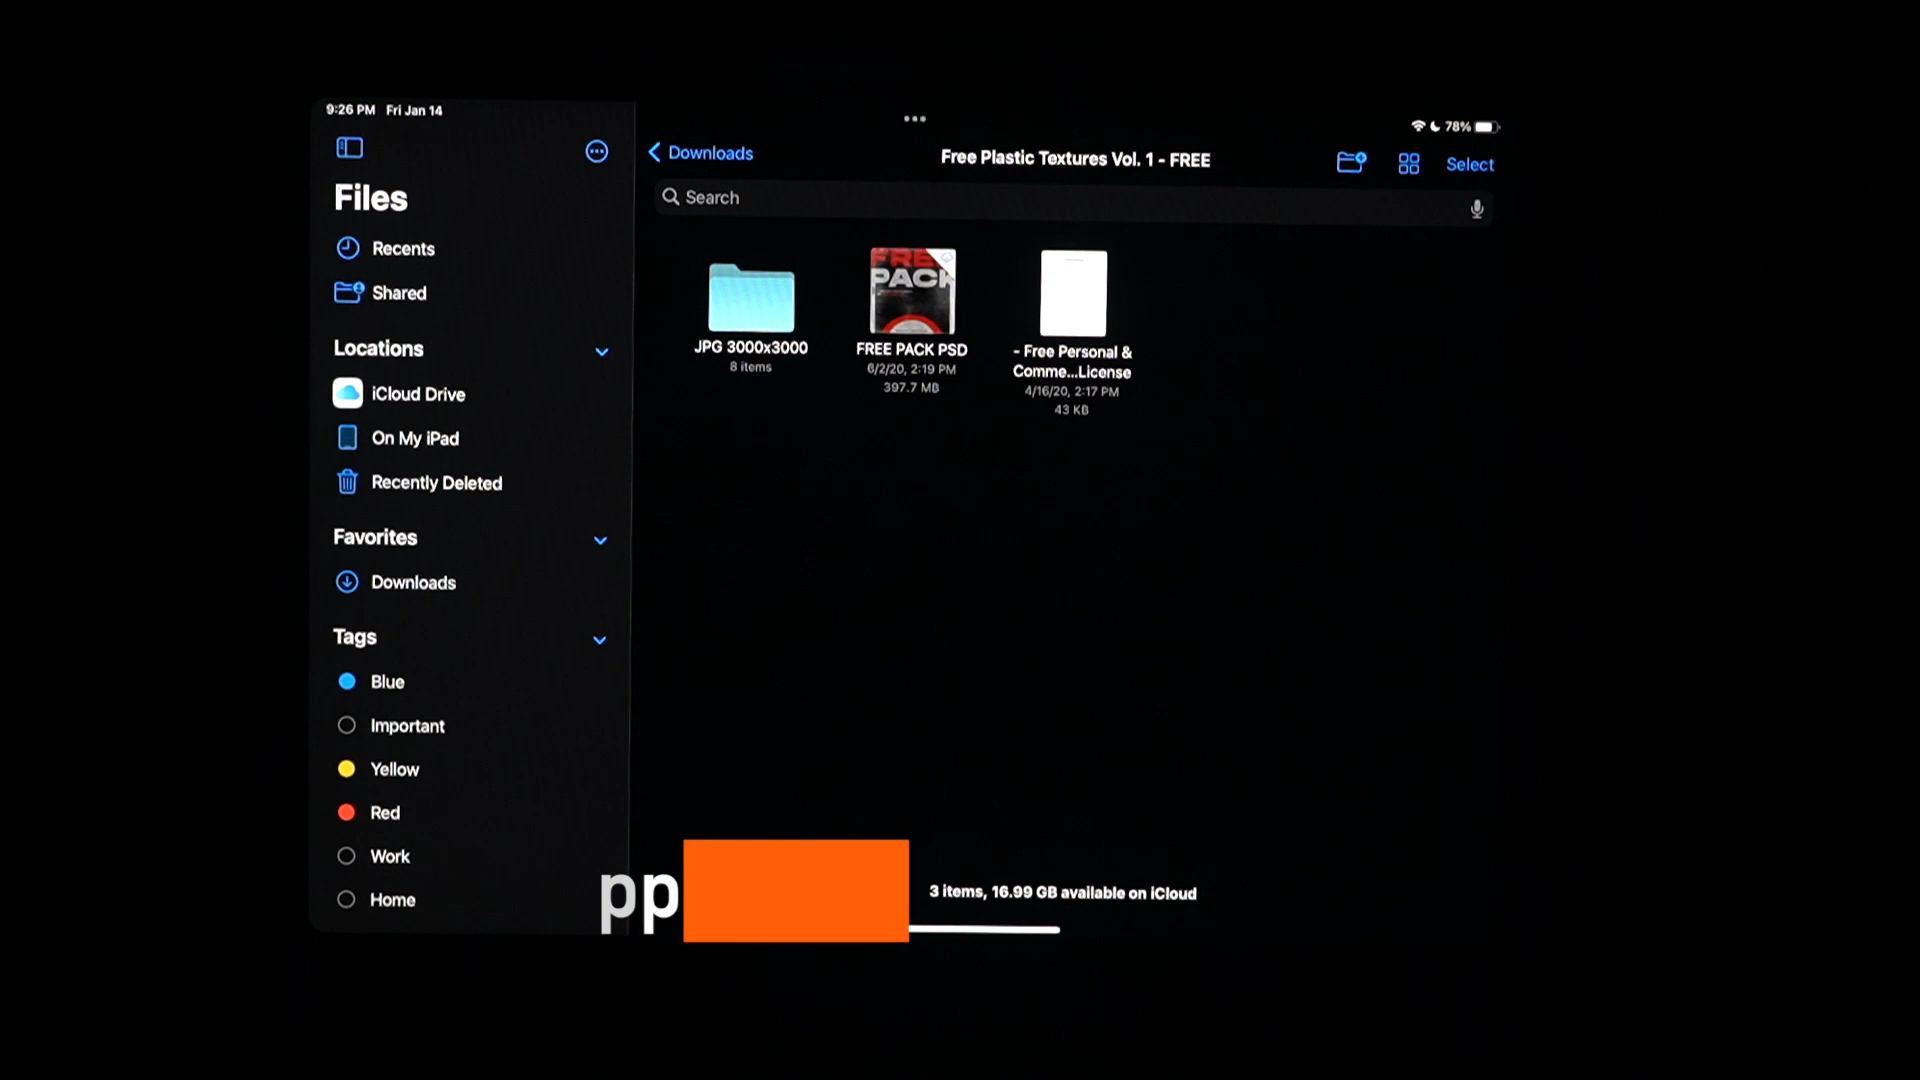 9:26 PM Fri Jan 14
78%
Files
Recents
Shared
Locations
iCloud Drive
On My iPad
Recently Deleted
Favorites
Downloads
Tags
Blue
Important
Yellow
Red
Work
Home
Downloads
Free Plastic Textures Vol. 1 - FREE
Select
Search
FREE
PACK
JPG 3000x3000
8 items
FREE PACK PSD
6/2/20, 2:19 PM
397.7 MB
- Free Personal &
Comme...License
4/16/20, 2:17 PM
43 KB
pp
3 items, 16.99 GB available on iCloud